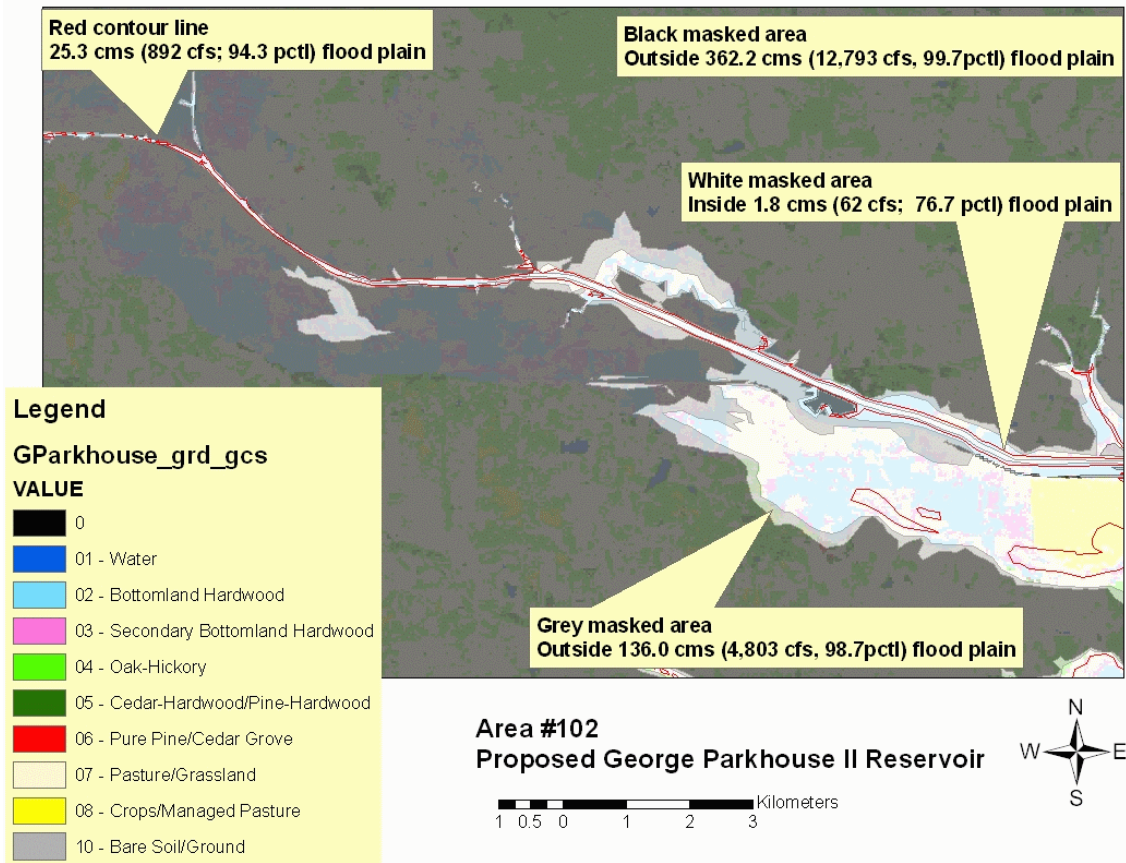 Red contour line
25.3 cms (892 cfs; 94.3 pctl) flood plain
Black masked area
Outside 362.2 cms (12,793 cfs, 99.7pctl) flood plain
White masked area
Inside 1.8 cms (62 cfs; 76.7 pctl) flood plain
Grey masked area
Outside 136.0 cms (4,803 cfs, 98.7pctl) flood plain
Legend
GParkhouse_grd_gcs
VALUE
0
01 - Water
02 - Bottomland Hardwood
03 - Secondary Bottomland Hardwood
04 - Oak-Hickory
05 - Cedar-Hardwood/Pine-Hardwood
06 - Pure Pine/Cedar Grove
07 - Pasture/Grassland
08 - Crops/Managed Pasture
10 - Bare Soil/Ground
Area #102
Proposed George Parkhouse II Reservoir
Kilometers
1 0.5 0 1 2 3
N
W E
S